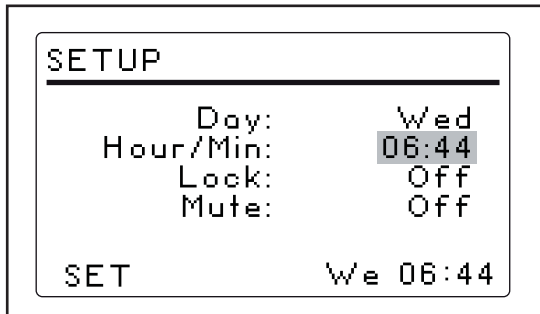 SETUP
Day: Wed
Hour/Min: 06:44
Lock: Off
Mute: Off
SET We 06:44